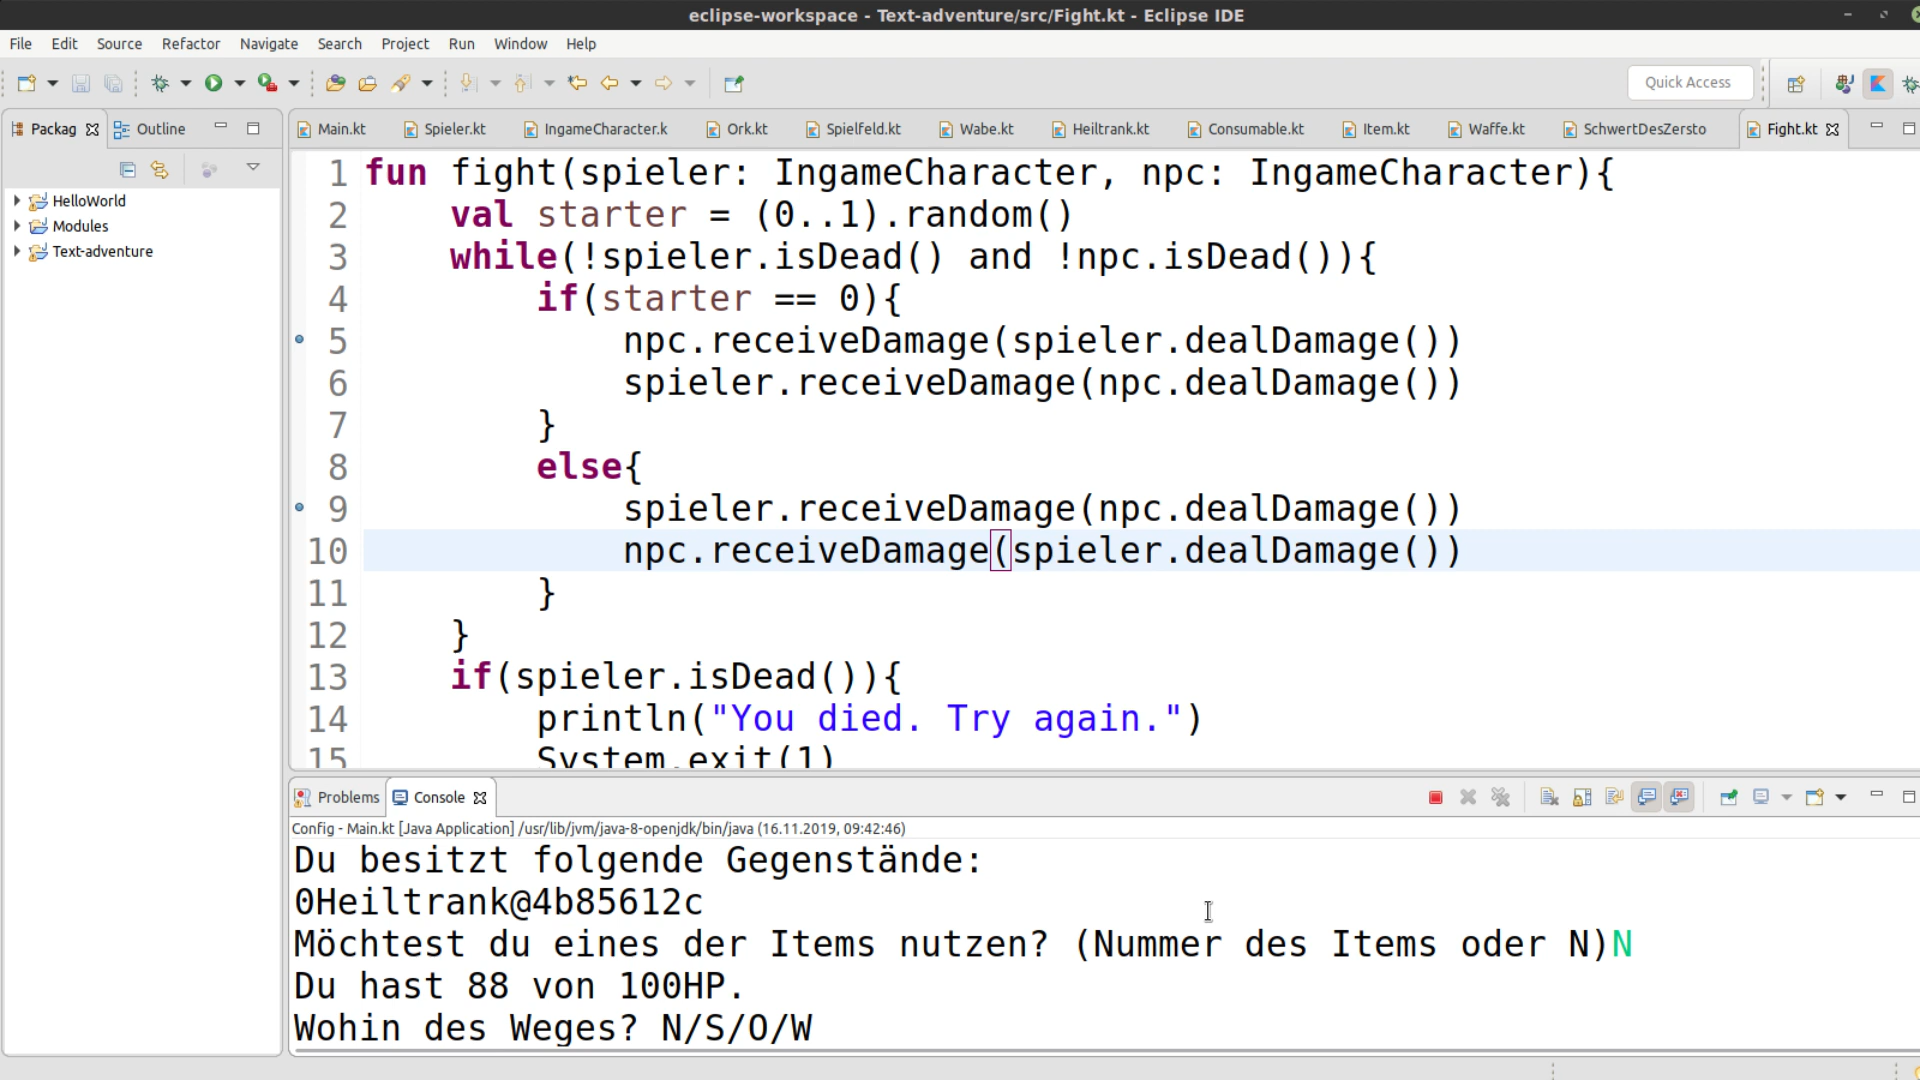 eclipse-workspace - Text-adventure/src/Fight.kt - Eclipse IDE
File Edit Source Refactor Navigate Search Project Run Window Help
Quick Access
Packag Outline
Main.kt Spieler.kt IngameCharacter.k Ork.kt Spielfeld.kt Wabe.kt Heiltrank.kt Consumable.kt Item.kt Waffe.kt SchwertDesZersto Fight.kt
HelloWorld
Modules
Text-adventure
1 fun fight(spieler: IngameCharacter, npc: IngameCharacter){
2 val starter = (0..1).random()
3 while(!spieler.isDead() and !npc.isDead()){
4 if(starter == 0){
5 npc.receiveDamage(spieler.dealDamage())
6 spieler.receiveDamage(npc.dealDamage())
7 }
8 else{
9 spieler.receiveDamage(npc.dealDamage())
10 npc.receiveDamage(spieler.dealDamage())
11 }
12 }
13 if(spieler.isDead()){
14 println("You died. Try again.")
15 System.exit(1)
Problems Console
Config - Main.kt [Java Application] /usr/lib/jvm/java-8-openjdk/bin/java (16.11.2019, 09:42:46)
Du besitzt folgende Gegenstände:
0Heiltrank@4b85612c
Möchtest du eines der Items nutzen? (Nummer des Items oder N)N
Du hast 88 von 100HP.
Wohin des Weges? N/S/O/W